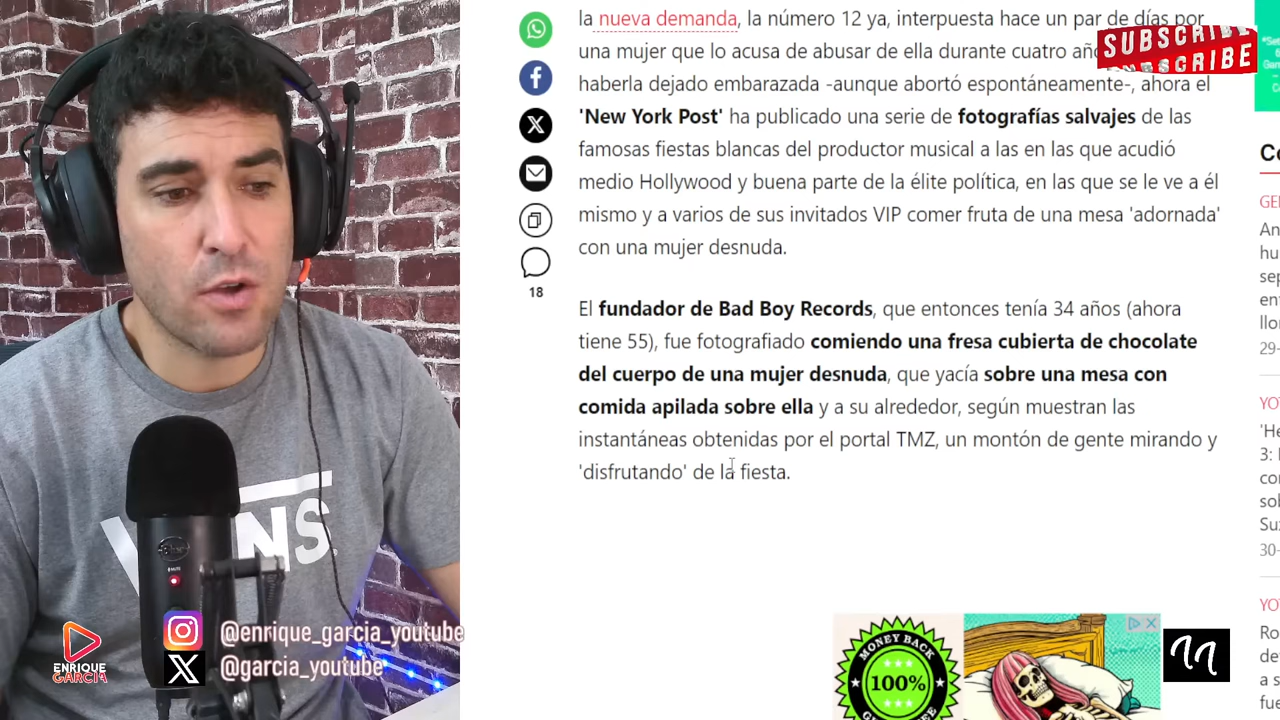 la nueva demanda, la número 12 ya, interpuesta hace un par de días por
una mujer que lo acusa de abusar de ella durante cuatro
haberla dejado embarazada -aunque abortó espontáneamente-, ahora el
'New York Post' ha publicado una serie de fotografías salvajes de las
famosas fiestas blancas del productor musical a las en las que acudió
medio Hollywood y buena parte de la élite política, en las que se le ve a él
mismo y a varios de sus invitados VIP comer fruta de una mesa 'adornada'
con una mujer desnuda.
El fundador de Bad Boy Records, que entonces tenía 34 años (ahora
tiene 55), fue fotografiado comiendo una fresa cubierta de chocolate
del cuerpo de una mujer desnuda, que yacía sobre una mesa con
comida apilada sobre ella y a su alrededor, según muestran las
instantáneas obtenidas por el portal TMZ, un montón de gente mirando y
'disfrutando' de la fiesta.
18
SUBSCRIBE
SCRIBE
VANS
blue
MUTE
ENRIQUE
GARCIA
@enrique_garcia_youtube
@garcia_youtube
MONEY BACK
100%
29-
30-